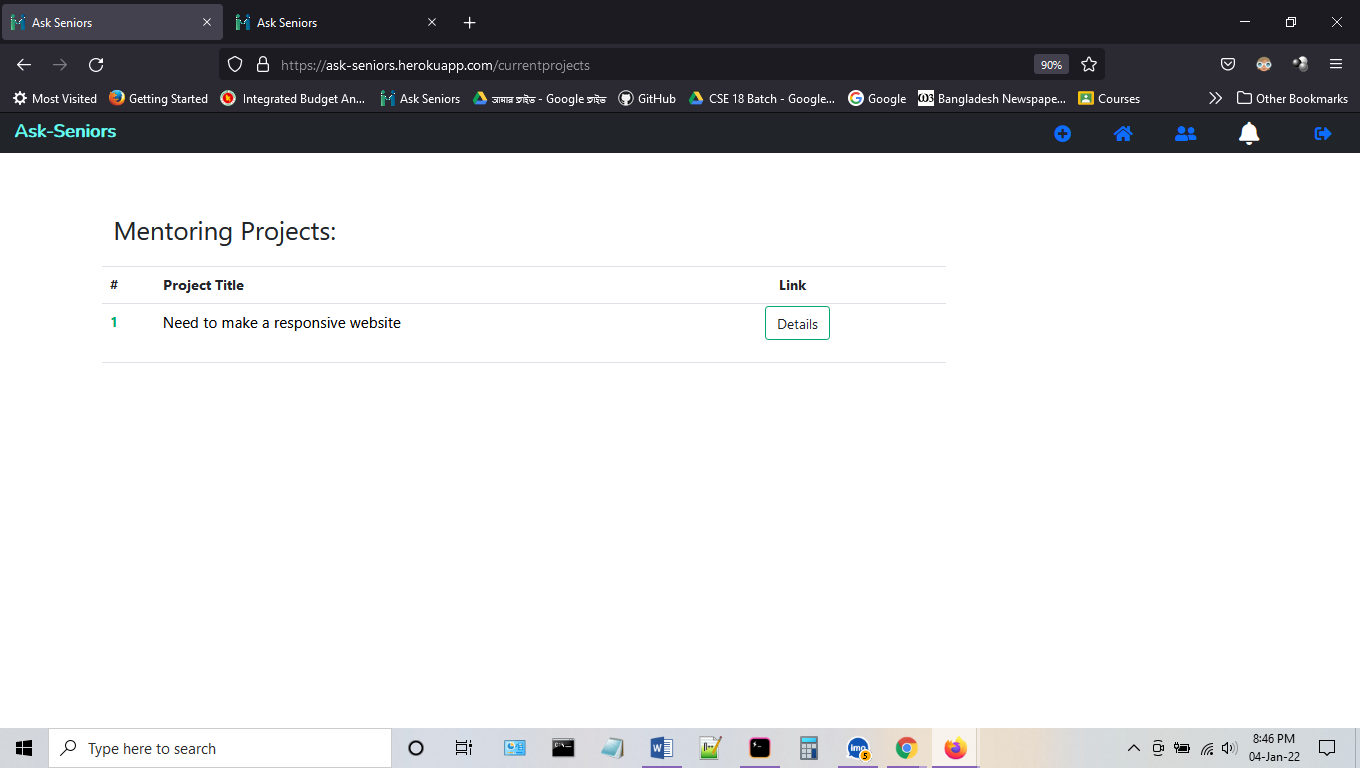 Ask Seniors
Ask Seniors
https://ask-seniors.herokuapp.com/currentprojects
90%
Most Visited
Getting Started
Integrated Budget An...
Ask Seniors
আমার ড্রাইভ - Google ড্রাইভ
GitHub
CSE 18 Batch - Google...
Google
Bangladesh Newspape...
Courses
Other Bookmarks
Ask-Seniors
Mentoring Projects:
# Project Title Link
1 Need to make a responsive website Details
Type here to search
8:46 PM
04-Jan-22